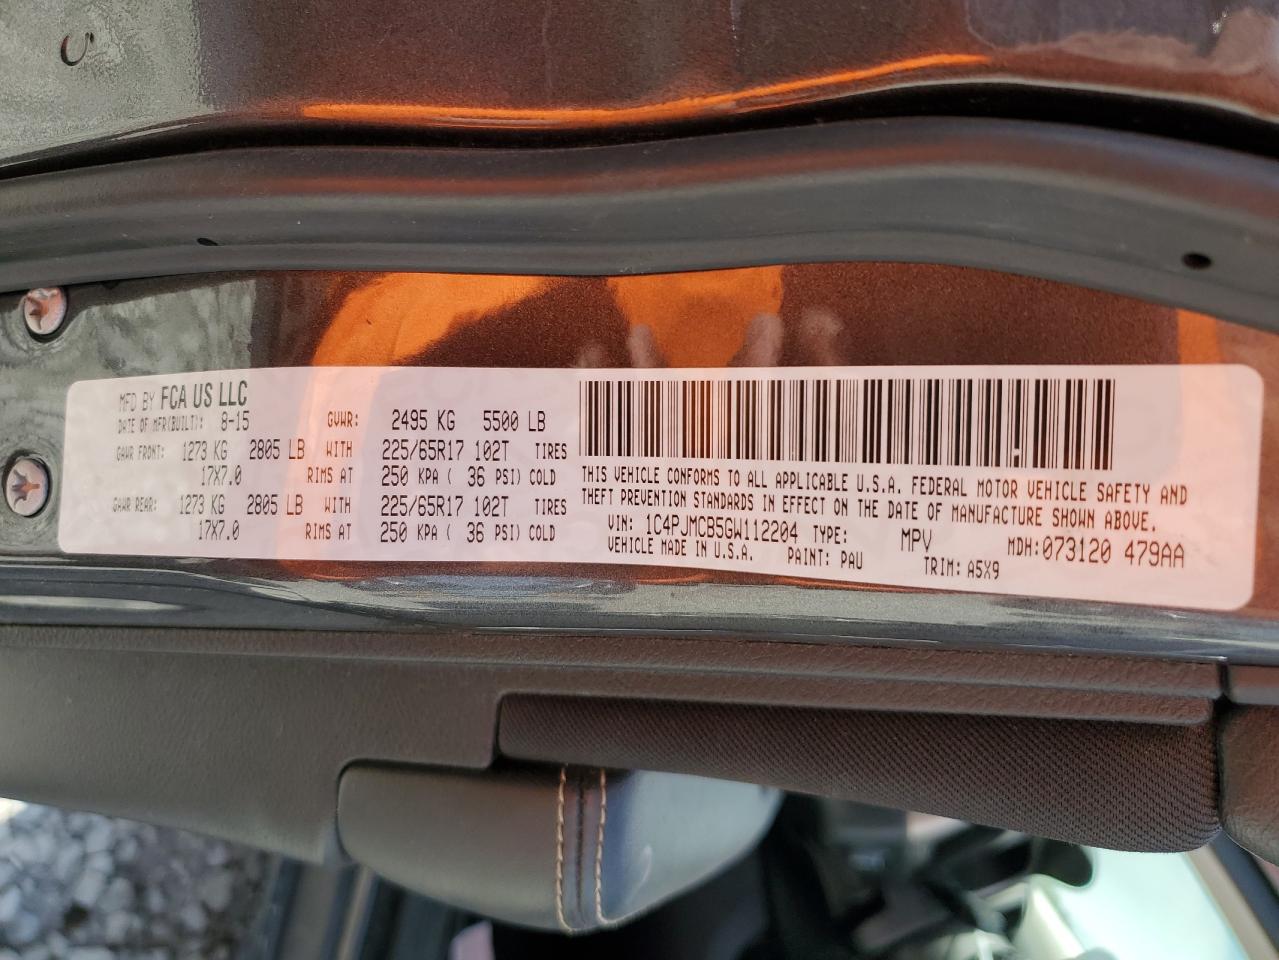 MFD BY FCA US LLC
DATE OF MFR(BUILT): 8-15 GVWR: 2495 KG 5500 LB
GAWR FRONT: 1273 KG 2805 LB WITH 225/65R17 102T TIRES
17X7.0 RIMS AT 250 KPA ( 36 PSI) COLD
GAWR REAR: 1273 KG 2805 LB WITH 225/65R17 102T TIRES
17X7.0 RIMS AT 250 KPA ( 36 PSI) COLD
THIS VEHICLE CONFORMS TO ALL APPLICABLE U.S.A. FEDERAL MOTOR VEHICLE SAFETY AND
THEFT PREVENTION STANDARDS IN EFFECT ON THE DATE OF MANUFACTURE SHOWN ABOVE.
VIN: 1C4PJMCB5GW112204 TYPE: MPV MDH:073120 479AA
VEHICLE MADE IN U.S.A. PAINT: PAU TRIM: A5X9